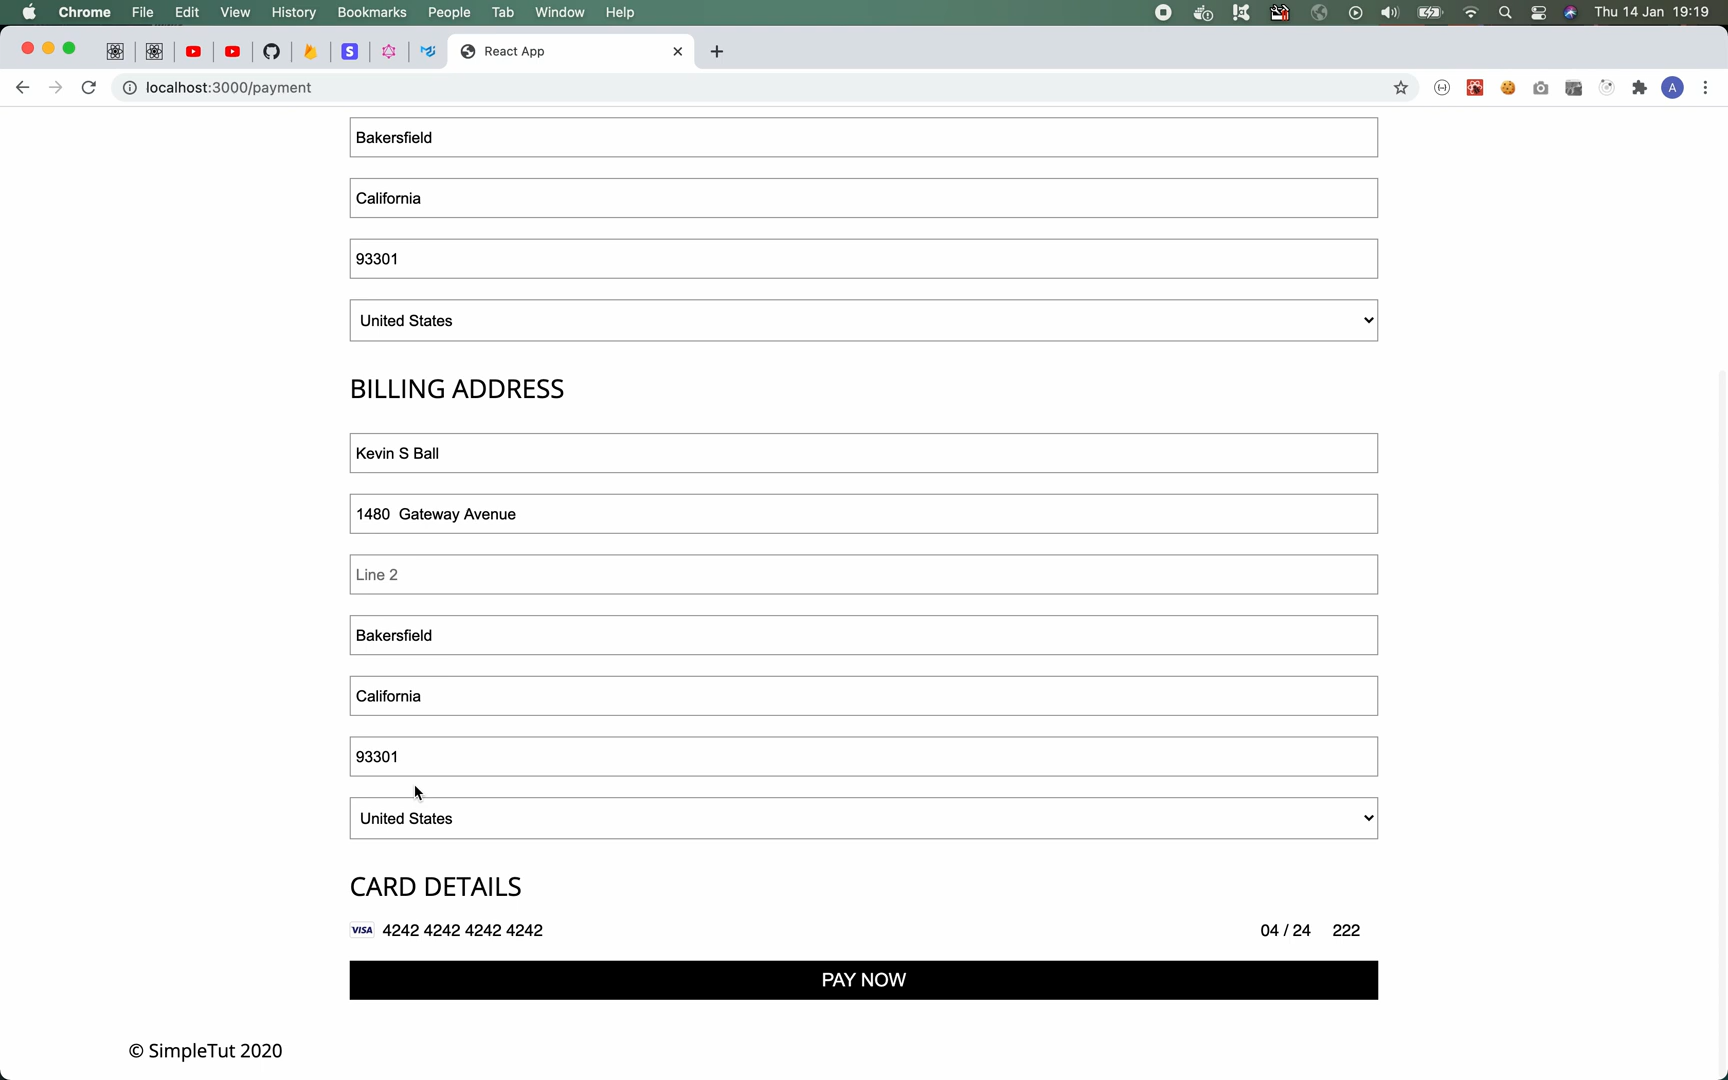 Chrome File Edit View History Bookmarks People Tab Window Help Thu 14 Jan 19:19
React App
localhost:3000/payment
A
Bakersfield
California
93301
United States
BILLING ADDRESS
Kevin S Ball
1480  Gateway Avenue
Line 2
Bakersfield
California
93301
United States
CARD DETAILS
VISA 4242 4242 4242 4242 04 / 24 222
PAY NOW
© SimpleTut 2020